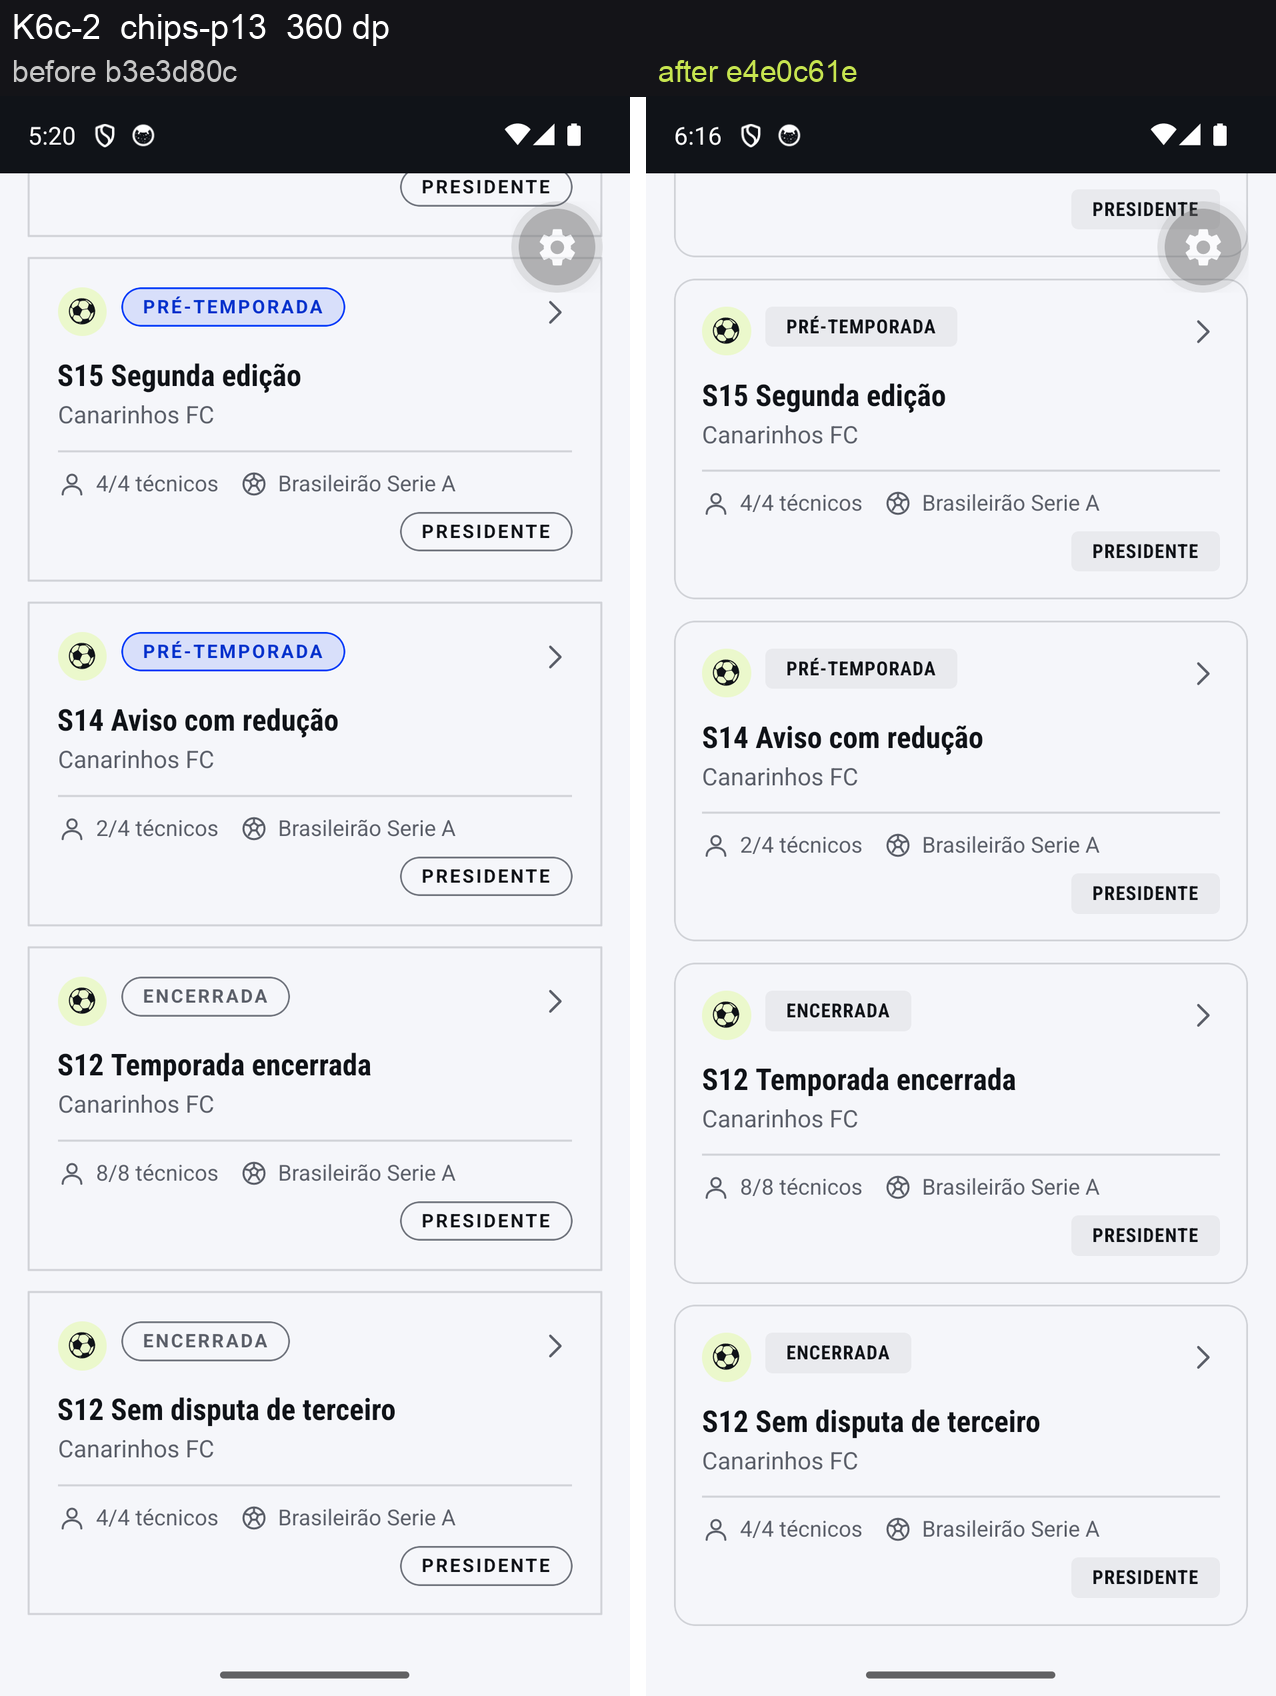 K6c-2 chips-p13 360 dp
before b3e3d80c
after e4e0c61e
5:20
PRESIDENTE
PRÉ-TEMPORADA
S15 Segunda edição
Canarinhos FC
4/4 técnicos Brasileirão Serie A
PRESIDENTE
PRÉ-TEMPORADA
S14 Aviso com redução
Canarinhos FC
2/4 técnicos Brasileirão Serie A
PRESIDENTE
ENCERRADA
S12 Temporada encerrada
Canarinhos FC
8/8 técnicos Brasileirão Serie A
PRESIDENTE
ENCERRADA
S12 Sem disputa de terceiro
Canarinhos FC
4/4 técnicos Brasileirão Serie A
PRESIDENTE
6:16
PRESIDENTE
PRÉ-TEMPORADA
S15 Segunda edição
Canarinhos FC
4/4 técnicos Brasileirão Serie A
PRESIDENTE
PRÉ-TEMPORADA
S14 Aviso com redução
Canarinhos FC
2/4 técnicos Brasileirão Serie A
PRESIDENTE
ENCERRADA
S12 Temporada encerrada
Canarinhos FC
8/8 técnicos Brasileirão Serie A
PRESIDENTE
ENCERRADA
S12 Sem disputa de terceiro
Canarinhos FC
4/4 técnicos Brasileirão Serie A
PRESIDENTE